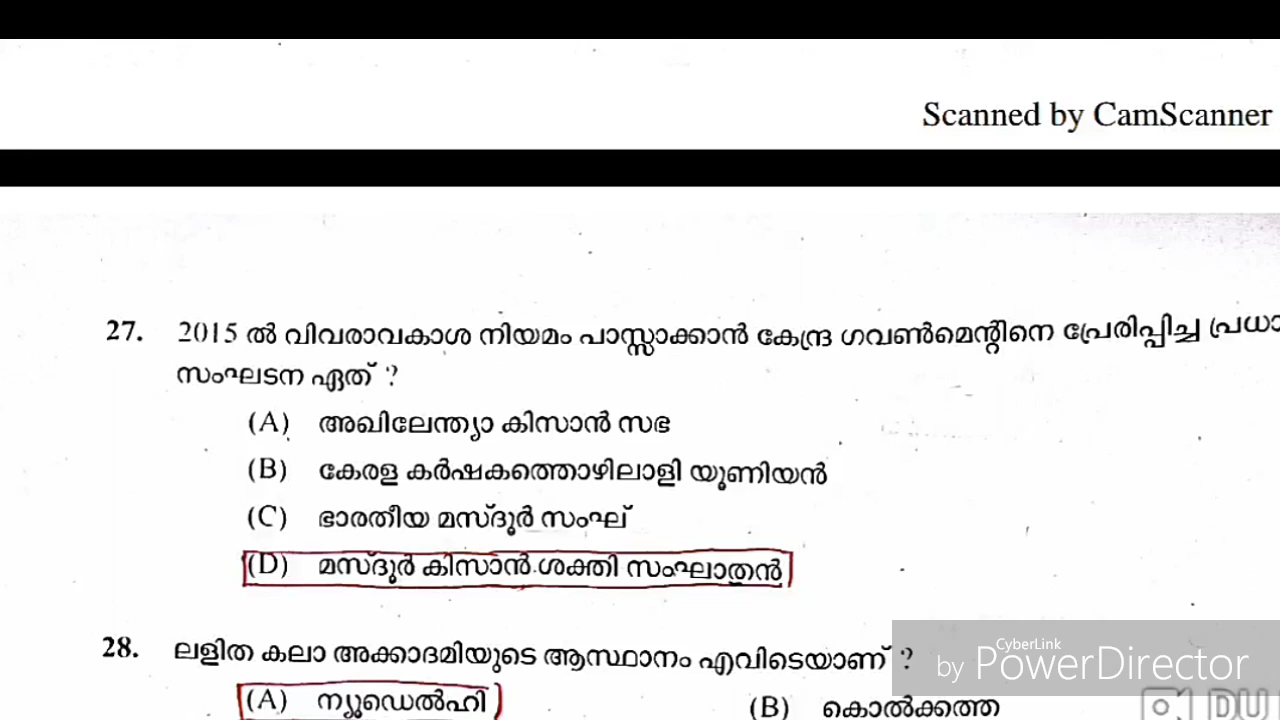 Scanned by CamScanner
27. 2015 ൽ വിവരാവകാശ നിയമം പാസ്സാക്കാൻ കേന്ദ്ര ഗവൺമെന്റിനെ പ്രേരിപ്പിച്ച
സംഘടന ഏത് ?
(A) അഖിലേന്ത്യാ കിസാൻ സഭ
(B) കേരള കർഷകത്തൊഴിലാളി യൂണിയൻ
(C) ഭാരതീയ മസ്ദൂർ സംഘ്
(D) മസ്ദൂർ കിസാൻ ശക്തി സംഘാതൻ
28. ലളിത കലാ അക്കാദമിയുടെ ആസ്ഥാനം എവിടെയാണ് ?
(A) ന്യൂഡെൽഹി (B) കൊൽക്കത്ത
CyberLink
by PowerDirector
DU